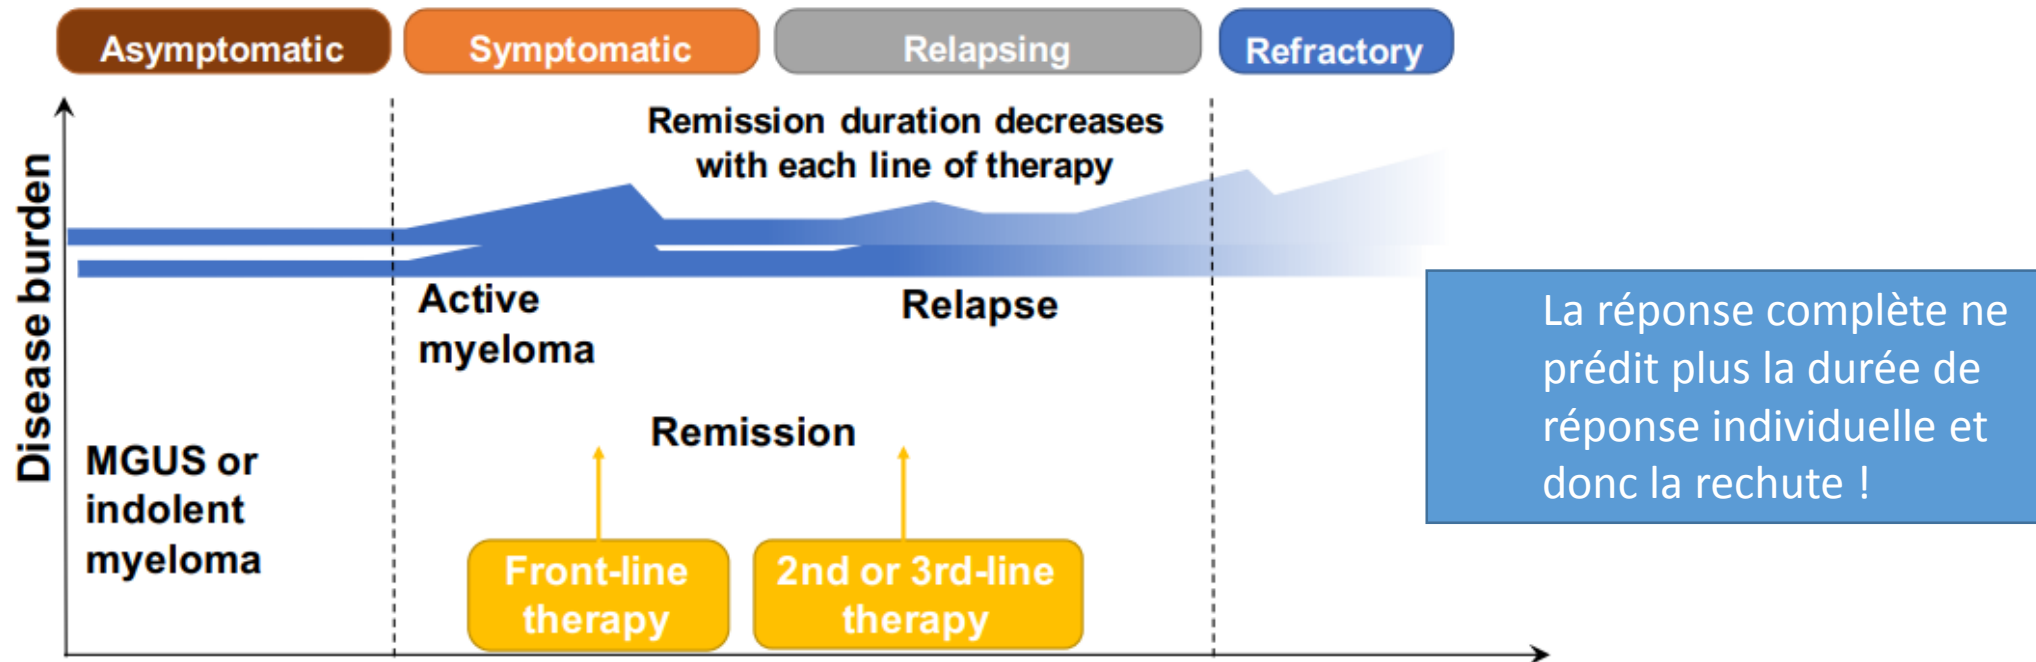 Asymptomatic
Symptomatic
Relapsing
Refractory
Disease burden
Remission duration decreases
with each line of therapy
Active
myeloma
Relapse
MGUS or
indolent
myeloma
Remission
Front-line
therapy
2nd or 3rd-line
therapy
La réponse complète ne
prédit plus la durée de
réponse individuelle et
donc la rechute !